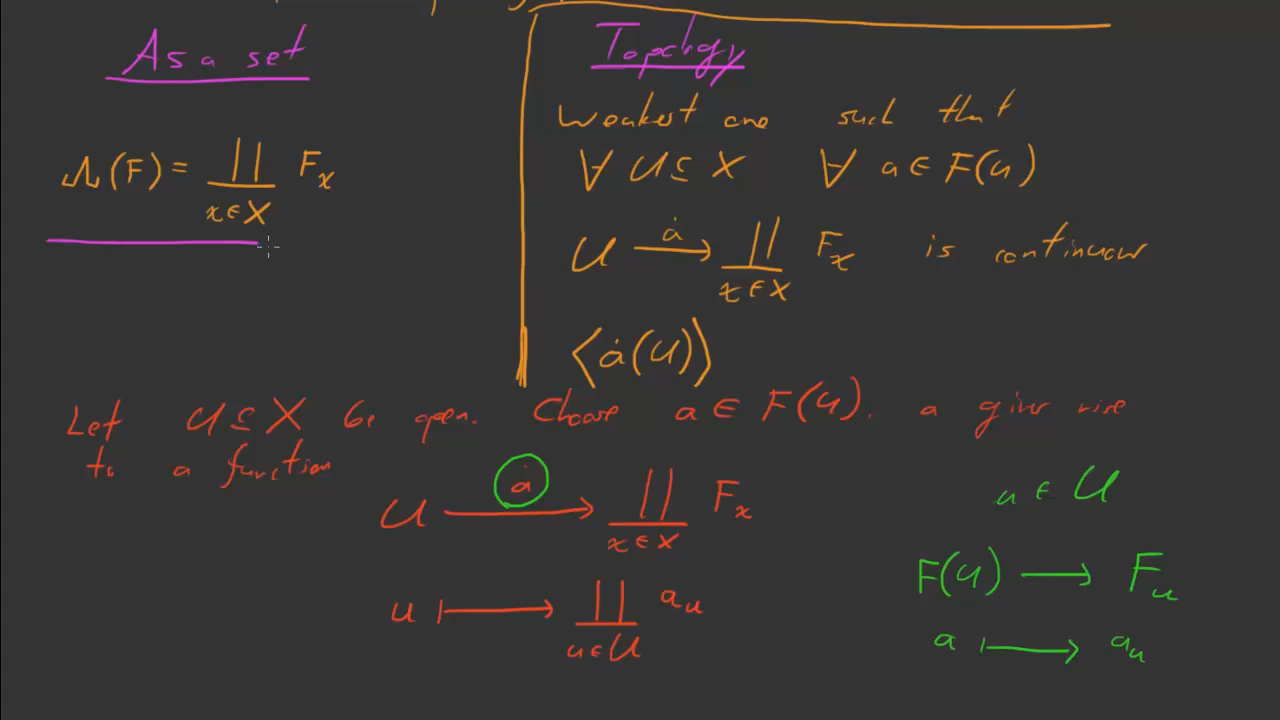 As a set
Λ(F) = ∐ F_x
x∈X
Topology
Weakest one such that
∀ U ⊆ X ∀ a ∈ F(U)
U →(ȧ) ∐ F_x is continuous
x∈X
⟨ȧ(U)⟩
Let U ⊆ X be open. Choose a ∈ F(U). a gives rise
to a function
U →(ȧ) ∐ F_x
x∈X
u ↦ ∐ a_u
u∈U
u ∈ U
F(U) → F_u
a ↦ a_u